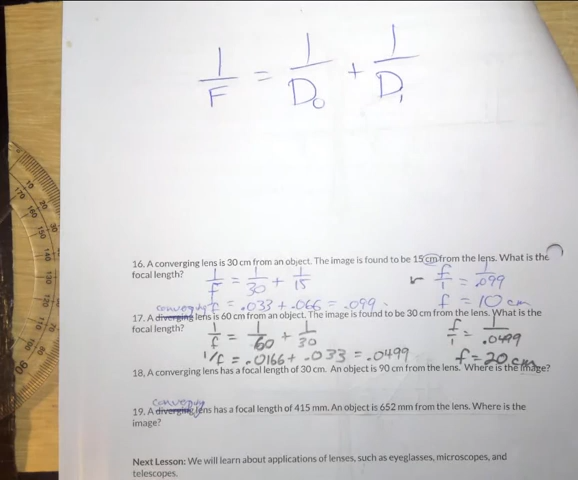 1/F = 1/Do + 1/Di
16. A converging lens is 30 cm from an object. The image is found to be 15 cm from the lens. What is the
focal length?
1/f = 1/30 + 1/15
f/1 = 1/.099
1/f = .033 + .066 = .099
f = 10 cm
converging
17. A diverging lens is 60 cm from an object. The image is found to be 30 cm from the lens. What is the
focal length?
1/f = 1/60 + 1/30
f/1 = 1/.0499
1/f = .0166 + .033 = .0499
f = 20 cm
18. A converging lens has a focal length of 30 cm. An object is 90 cm from the lens. Where is the image?
converging
19. A diverging lens has a focal length of 415 mm. An object is 652 mm from the lens. Where is the
image?
Next Lesson: We will learn about applications of lenses, such as eyeglasses, microscopes, and
telescopes.